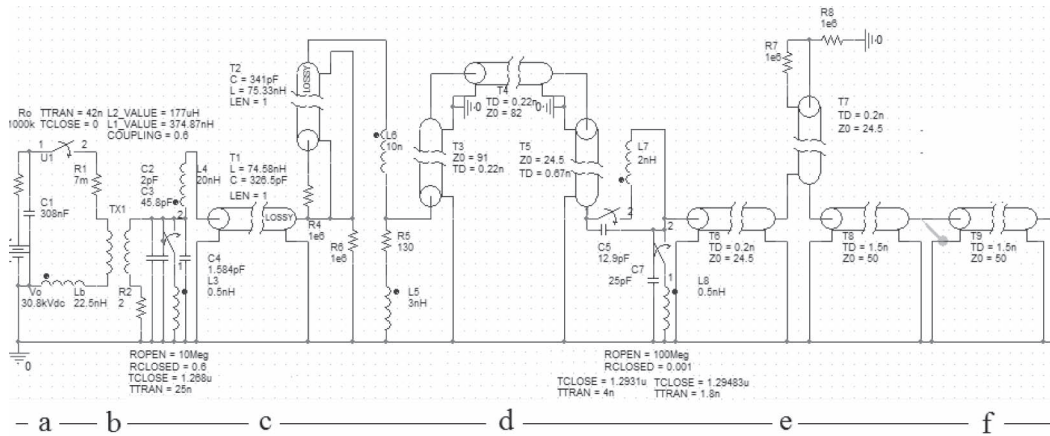 R8
1e6
0
R7
1e6
T2
C = 341pF
L = 75.33nH
LEN = 1
LOSSY
T4
TD = 0.22n
Z0 = 82
0
0
T7
TD = 0.2n
Z0 = 24.5
Ro
1000k
TTRAN = 42n
TCLOSE = 0
L2_VALUE = 177uH
L1_VALUE = 374.87nH
COUPLING = 0.6
1
2
U1
R1
7m
C2
2pF
C3
45.8pF
L4
20nH
2
T1
L = 74.58nH
C = 326.5pF
LEN = 1
LOSSY
L6
10n
T3
Z0 = 91
TD = 0.22n
T5
Z0 = 24.5
TD = 0.67n
L7
2nH
C1
308nF
TX1
R4
1e6
R6
1e6
R5
130
2
C5
12.9pF
2
T6
TD = 0.2n
Z0 = 24.5
T8
TD = 1.5n
Z0 = 50
T9
TD = 1.5n
Z0 = 50
1
C4
1.584pF
L3
0.5nH
C7
25pF
1
L8
0.5nH
Vo
30.8kVdc
Lb
22.5nH
R2
2
L5
3nH
0
ROPEN = 10Meg
RCLOSED = 0.6
TCLOSE = 1.268u
TTRAN = 25n
ROPEN = 100Meg
RCLOSED = 0.001
TCLOSE = 1.2931u
TTRAN = 4n
TCLOSE = 1.29483u
TTRAN = 1.8n
a b c d e f